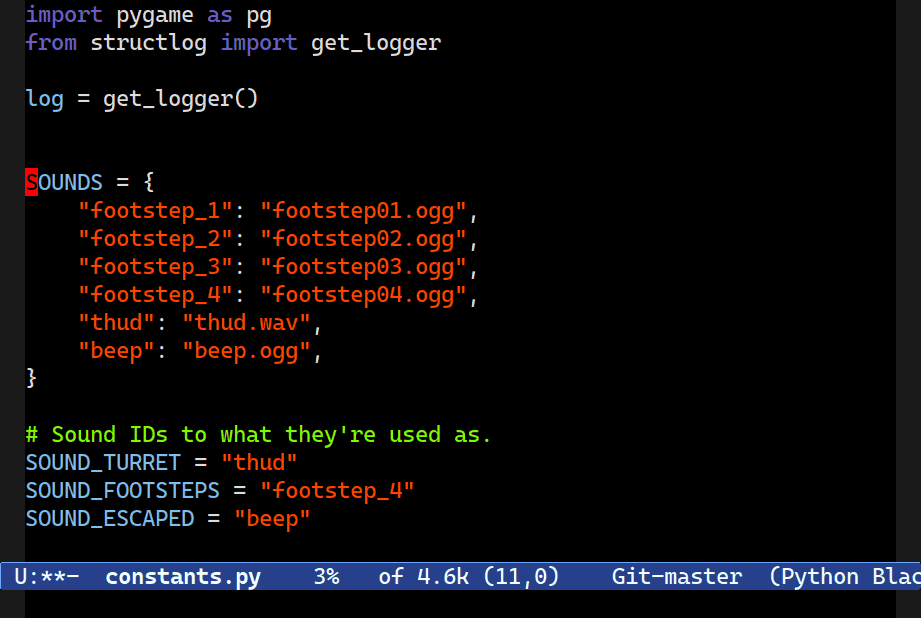 import pygame as pg
from structlog import get_logger
log = get_logger()
SOUNDS = {
    "footstep_1": "footstep01.ogg",
    "footstep_2": "footstep02.ogg",
    "footstep_3": "footstep03.ogg",
    "footstep_4": "footstep04.ogg",
    "thud": "thud.wav",
    "beep": "beep.ogg",
}
# Sound IDs to what they're used as.
SOUND_TURRET = "thud"
SOUND_FOOTSTEPS = "footstep_4"
SOUND_ESCAPED = "beep"
U:**-  constants.py    3%   of 4.6k (11,0)    Git-master  (Python Blac